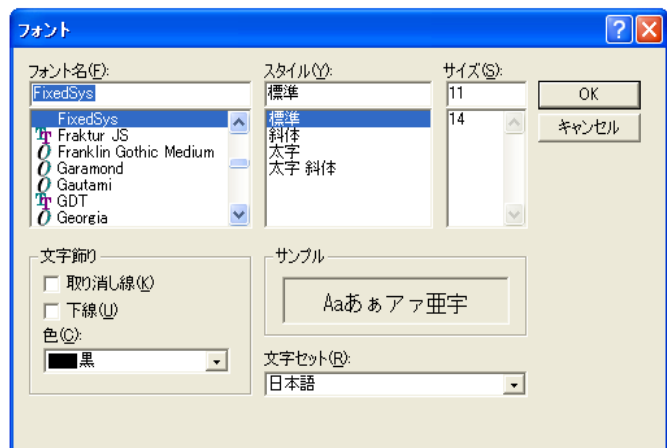 フォント
フォント名(F):
FixedSys
FixedSys
Fraktur JS
Franklin Gothic Medium
Garamond
Gautami
GDT
Georgia
スタイル(Y):
標準
標準
斜体
太字
太字 斜体
サイズ(S):
11
14
OK
キャンセル
文字飾り
取り消し線(K)
下線(U)
色(C):
黒
サンプル
Aaあぁアァ亜宇
文字セット(R):
日本語